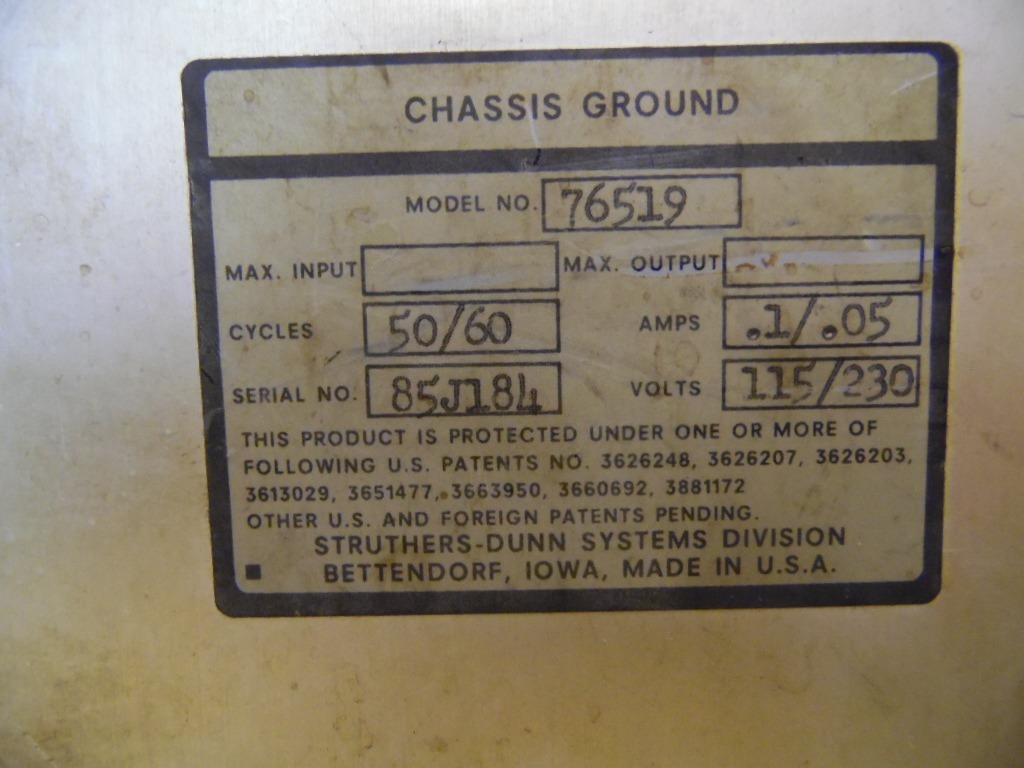 CHASSIS GROUND
MODEL NO. 76519
MAX. INPUT MAX. OUTPUT
CYCLES 50/60 AMPS .1/.05
SERIAL NO. 85J184 VOLTS 115/230
THIS PRODUCT IS PROTECTED UNDER ONE OR MORE OF
FOLLOWING U.S. PATENTS NO. 3626248, 3626207, 3626203,
3613029, 3651477, 3663950, 3660692, 3881172
OTHER U.S. AND FOREIGN PATENTS PENDING.
STRUTHERS-DUNN SYSTEMS DIVISION
BETTENDORF, IOWA, MADE IN U.S.A.